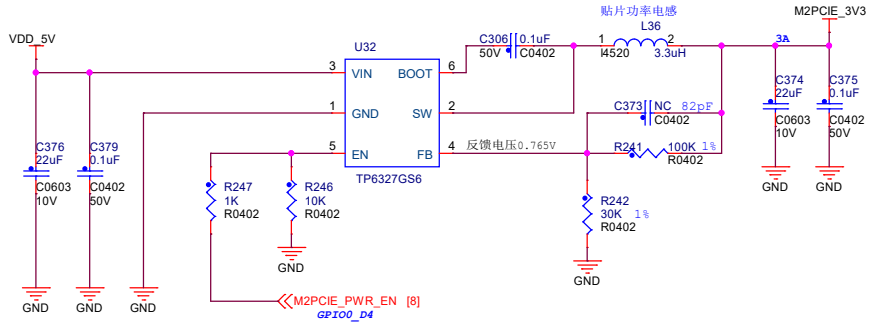 贴片功率电感
M2PCIE_3V3
VDD_5V
U32
C306 0.1uF
50V C0402
L36
1 2
I4520 3.3uH
3A
3 VIN BOOT 6
1 GND SW 2
5 EN FB 4
TP6327GS6
C373 NC 82pF
C0402
反馈电压0.765V
R241 100K 1%
R0402
C374
22uF
C0603
10V
C375
0.1uF
C0402
50V
C376
22uF
C0603
10V
C379
0.1uF
C0402
50V
R247
1K
R0402
R246
10K
R0402
R242
30K 1%
R0402
GND
GND
GND
GND
GND
GND
GND
M2PCIE_PWR_EN [8]
GPIO0_D4